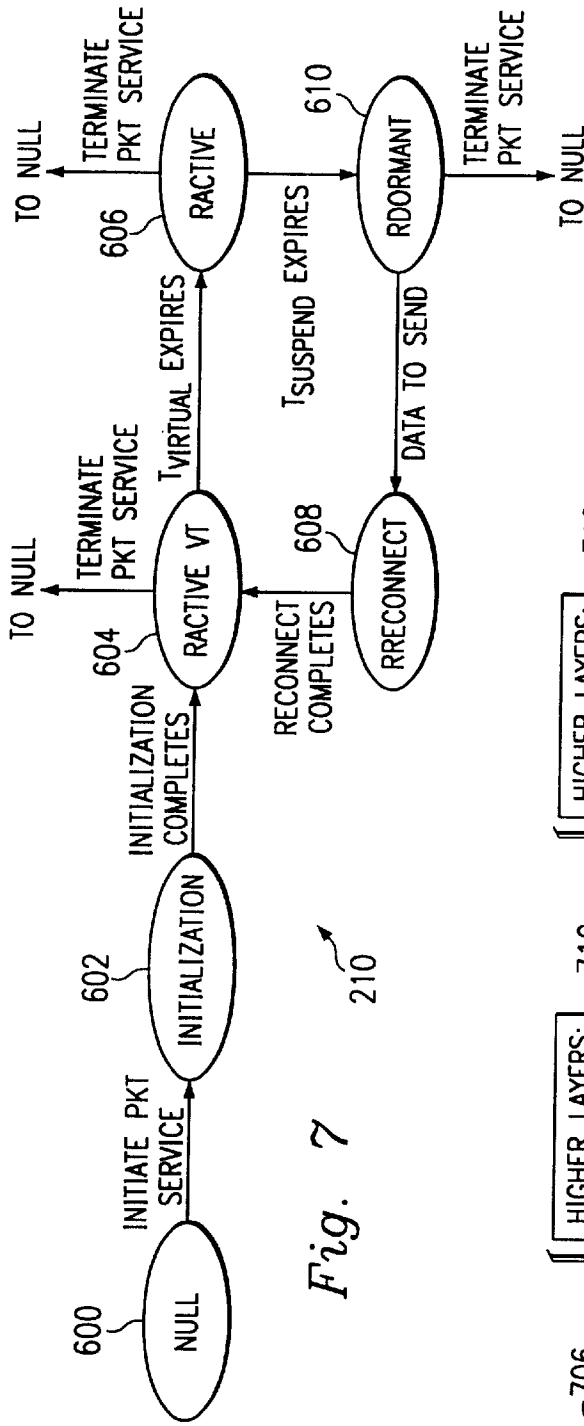 600
NULL
INITIATE PKT
SERVICE
602
INITIALIZATION
INITIALIZATION
COMPLETES
604
RACTIVE VT
TO NULL
TERMINATE
PKT SERVICE
TVIRTUAL EXPIRES
606
RACTIVE
TO NULL
TERMINATE
PKT SERVICE
TSUSPEND EXPIRES
610
RDORMANT
TERMINATE
PKT SERVICE
TO NULL
DATA TO SEND
608
RRECONNECT
RECONNECT
COMPLETES
210
Fig. 7
706
HIGHER LAYERS:
710
HIGHER LAYERS: